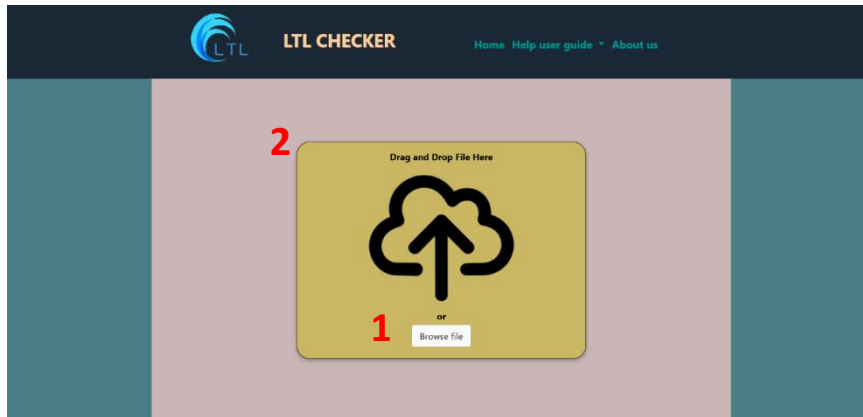 LTL
LTL CHECKER
Home Help user guide About us
2
Drag and Drop File Here
or
1
Browse file